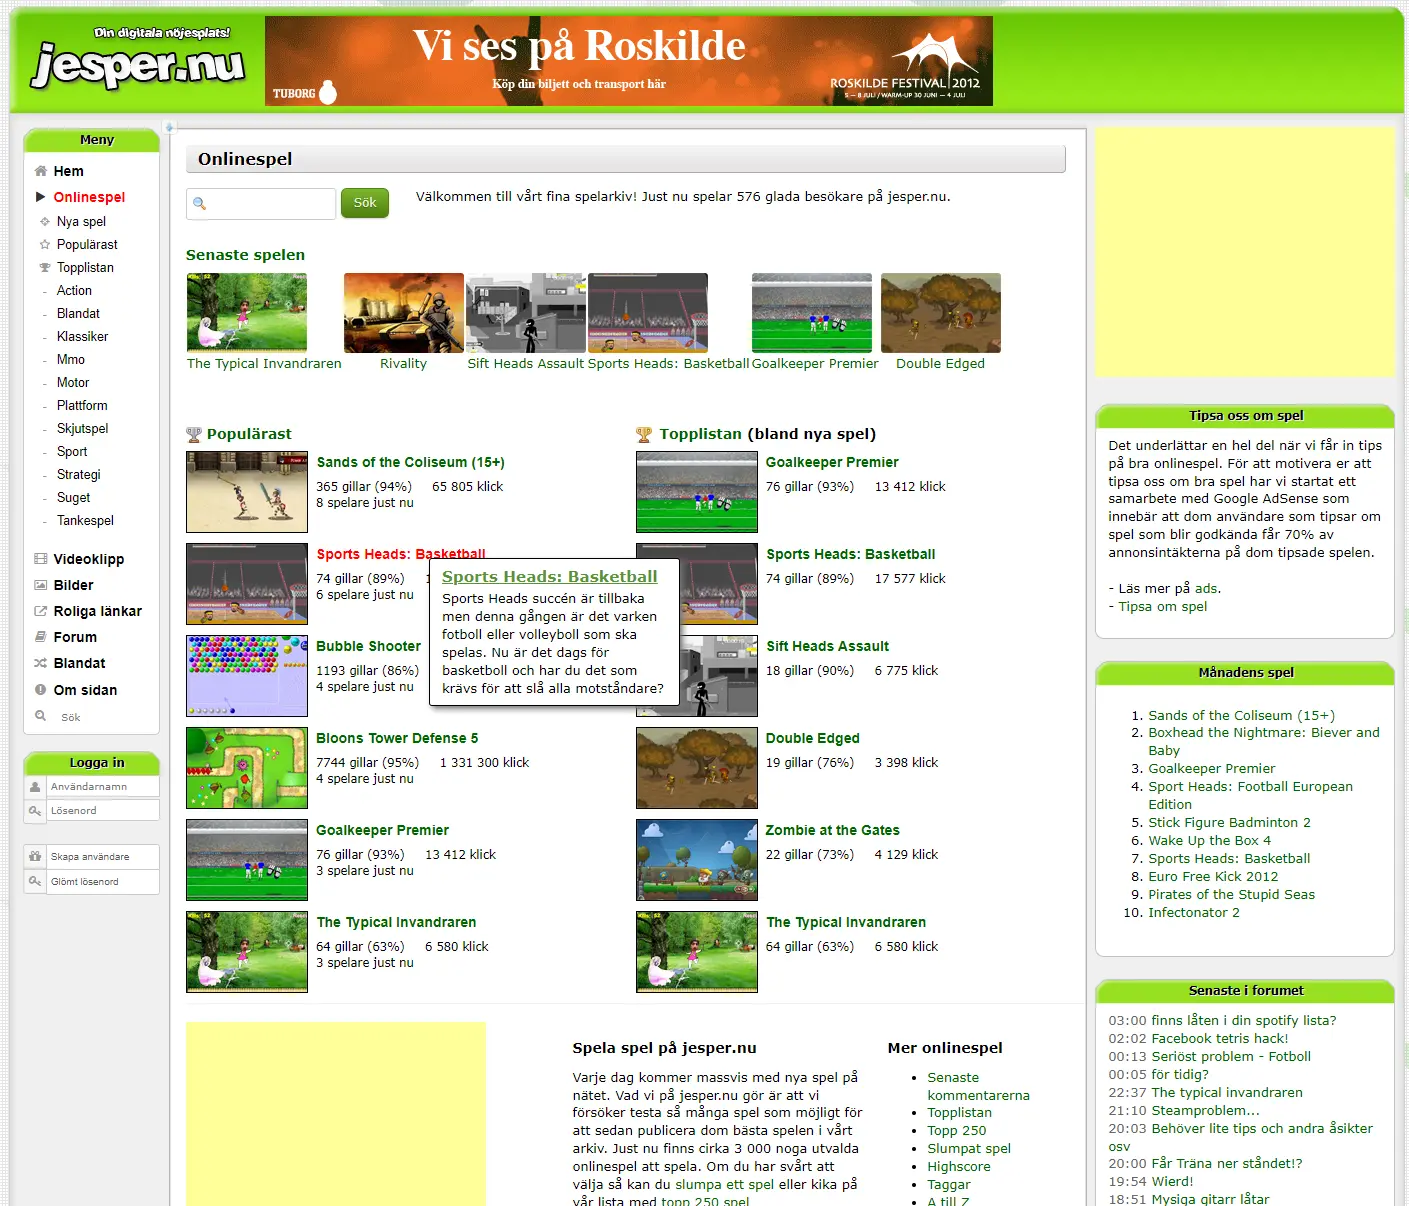 Din digitala nöjesplats!
jesper.nu
Vi ses på Roskilde
Köp din biljett och transport här
TUBORG
ROSKILDE FESTIVAL | 2012
5 – 8 JULI / WARM-UP 30 JUNI – 4 JULI
Meny
Hem
Onlinespel
Nya spel
Populärast
Topplistan
- Action
- Blandat
- Klassiker
- Mmo
- Motor
- Plattform
- Skjutspel
- Sport
- Strategi
- Suget
- Tankespel
Videoklipp
Bilder
Roliga länkar
Forum
Blandat
Om sidan
Sök
Logga in
Användarnamn
Lösenord
Skapa användare
Glömt lösenord
Onlinespel
Sök
Välkommen till vårt fina spelarkiv! Just nu spelar 576 glada besökare på jesper.nu.
Senaste spelen
The Typical Invandraren
Rivality
Sift Heads Assault
Sports Heads: Basketball
Goalkeeper Premier
Double Edged
Populärast
Sands of the Coliseum (15+)
365 gillar (94%) 65 805 klick
8 spelare just nu
Sports Heads: Basketball
74 gillar (89%) 1
6 spelare just nu
Bubble Shooter
1193 gillar (86%)
4 spelare just nu
Bloons Tower Defense 5
7744 gillar (95%) 1 331 300 klick
4 spelare just nu
Goalkeeper Premier
76 gillar (93%) 13 412 klick
3 spelare just nu
The Typical Invandraren
64 gillar (63%) 6 580 klick
3 spelare just nu
Sports Heads: Basketball
Sports Heads succén är tillbaka
men denna gången är det varken
fotboll eller volleyboll som ska
spelas. Nu är det dags för
basketboll och har du det som
krävs för att slå alla motståndare?
Topplistan (bland nya spel)
Goalkeeper Premier
76 gillar (93%) 13 412 klick
Sports Heads: Basketball
74 gillar (89%) 17 577 klick
Sift Heads Assault
18 gillar (90%) 6 775 klick
Double Edged
19 gillar (76%) 3 398 klick
Zombie at the Gates
22 gillar (73%) 4 129 klick
The Typical Invandraren
64 gillar (63%) 6 580 klick
Spela spel på jesper.nu
Varje dag kommer massvis med nya spel på
nätet. Vad vi på jesper.nu gör är att vi
försöker testa så många spel som möjligt för
att sedan publicera dom bästa spelen i vårt
arkiv. Just nu finns cirka 3 000 noga utvalda
onlinespel att spela. Om du har svårt att
välja så kan du slumpa ett spel eller kika på
vår lista med topp 250 spel
Mer onlinespel
• Senaste
kommentarerna
• Topplistan
• Topp 250
• Slumpat spel
• Highscore
• Taggar
• A till Z
Tipsa oss om spel
Det underlättar en hel del när vi får in tips
på bra onlinespel. För att motivera er att
tipsa oss om bra spel har vi startat ett
samarbete med Google AdSense som
innebär att dom användare som tipsar om
spel som blir godkända får 70% av
annonsintäkterna på dom tipsade spelen.
- Läs mer på ads.
- Tipsa om spel
Månadens spel
1. Sands of the Coliseum (15+)
2. Boxhead the Nightmare: Biever and
Baby
3. Goalkeeper Premier
4. Sport Heads: Football European
Edition
5. Stick Figure Badminton 2
6. Wake Up the Box 4
7. Sports Heads: Basketball
8. Euro Free Kick 2012
9. Pirates of the Stupid Seas
10. Infectonator 2
Senaste i forumet
03:00 finns låten i din spotify lista?
02:02 Facebook tetris hack!
00:13 Seriöst problem - Fotboll
00:05 för tidig?
22:37 The typical invandraren
21:10 Steamproblem...
20:03 Behöver lite tips och andra åsikter
osv
20:00 Får Träna ner ståndet!?
19:54 Wierd!
18:51 Mysiga gitarr låtar